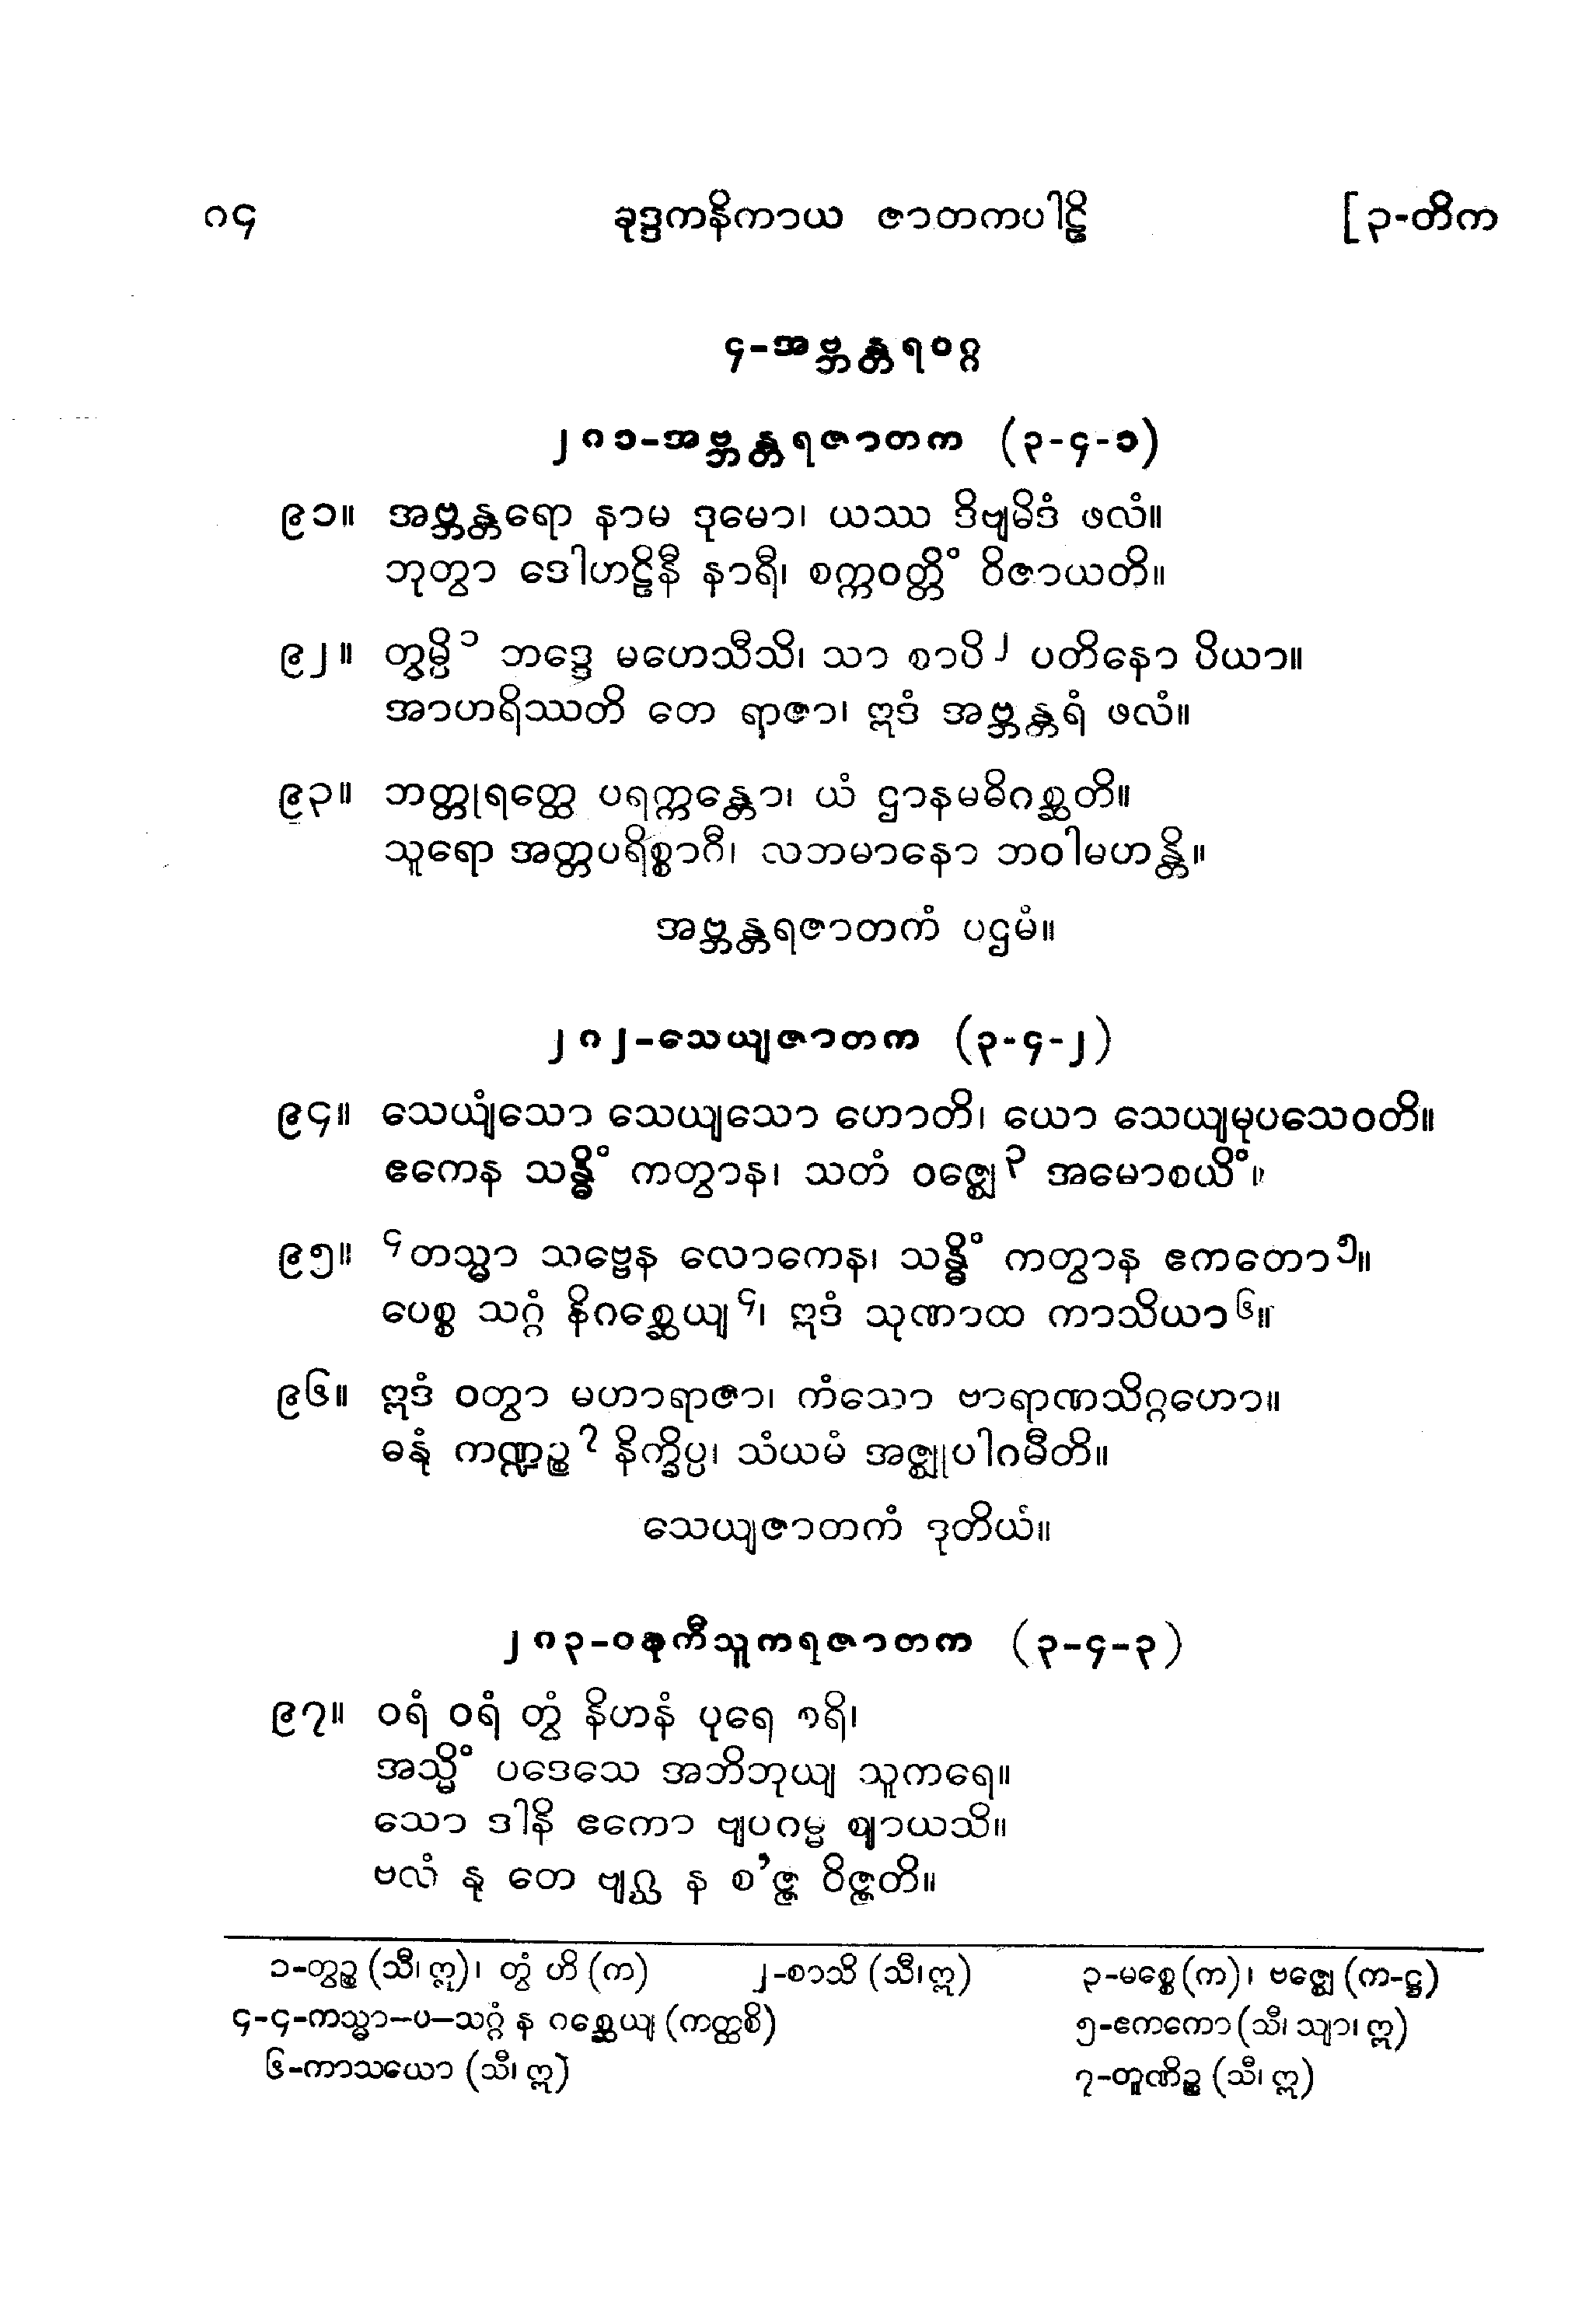 ၈၄ ခုဒ္ဒကနိကာယ ဇာတကပါဠိ [၃-တိက
၄-အဗ္ဘန္တရဝဂ္ဂ
၂၈၁-အဗ္ဘန္တရဇာတက (၃-၄-၁)
၉၁။ အဗ္ဘန္တရော နာမ ဒုမော၊ ယဿ ဒိဗျမိဒံ ဖလံ။
ဘုတွာ ဒေါဟဠိနီ နာရီ၊ စက္ကဝတ္တိံ ဝိဇာယတိ။
၉၂။ တွမ္ပိ၁ ဘဒ္ဒေ မဟေသီသိ၊ သာ စာပိ၂ ပတိနော ပိယာ။
အာဟရိဿတိ တေ ရာဇာ၊ ဣဒံ အဗ္ဘန္တရံ ဖလံ။
၉၃။ ဘတ္တုရတ္ထေ ပရက္ကန္တော၊ ယံ ဌာနမဓိဂစ္ဆတိ။
သူရော အတ္တပရိစ္စာဂီ၊ လဘမာနော ဘဝါမဟန္တိ။
အဗ္ဘန္တရဇာတကံ ပဌမံ။
၂၈၂-သေယျဇာတက (၃-၄-၂)
၉၄။ သေယျံသော သေယျသော ဟောတိ၊ ယော သေယျမုပသေဝတိ။
ဧကေန သန္ဓိံ ကတွာန၊ သတံ ဝဇ္ဈေ၃ အမောစယိံ။
၉၅။ ၄တသ္မာ သဗ္ဗေန လောကေန၊ သန္ဓိံ ကတွာန ဧကတော၅။
ပေစ္စ သဂ္ဂံ နိဂစ္ဆေယျ၄၊ ဣဒံ သုဏာထ ကာသိယာ၆။
၉၆။ ဣဒံ ဝတွာ မဟာရာဇာ၊ ကံသော ဗာရာဏသိဂ္ဂဟော။
ဓနုံ ကဏ္ဍဉ္စ၇ နိက္ခိပ္ပ၊ သံယမံ အဇ္ဈုပါဂမီတိ။
သေယျဇာတကံ ဒုတိယံ။
၂၈၃-ဝဍ္ဎကီသူကရဇာတက (၃-၄-၃)
၉၇။ ဝရံ ဝရံ တွံ နိဟနံ ပုရေ စရိ၊
အသ္မိံ ပဒေသေ အဘိဘုယျ သူကရေ။
သော ဒါနိ ဧကော ဗျပဂမ္မ ဈာယသိ။
ဗလံ နု တေ ဗျဂ္ဃ န စ’ဇ္ဇ ဝိဇ္ဇတိ။
၁-တွဉ္စ (သီ၊ ဣ)၊ တွံ ဟိ (က) ၂-စာသိ (သီ၊ဣ) ၃-မစ္စေ (က)၊ ဗဇ္ဈေ (က-ဋ္ဌ)
၄-၄-ကသ္မာ–ပ–သဂ္ဂံ န ဂစ္ဆေယျ (ကတ္ထစိ) ၅-ဧကကော (သီ၊ သျာ၊ ဣ)
၆-ကာသယော (သီ၊ ဣ) ၇-တူဏိဉ္စ (သီ၊ ဣ)